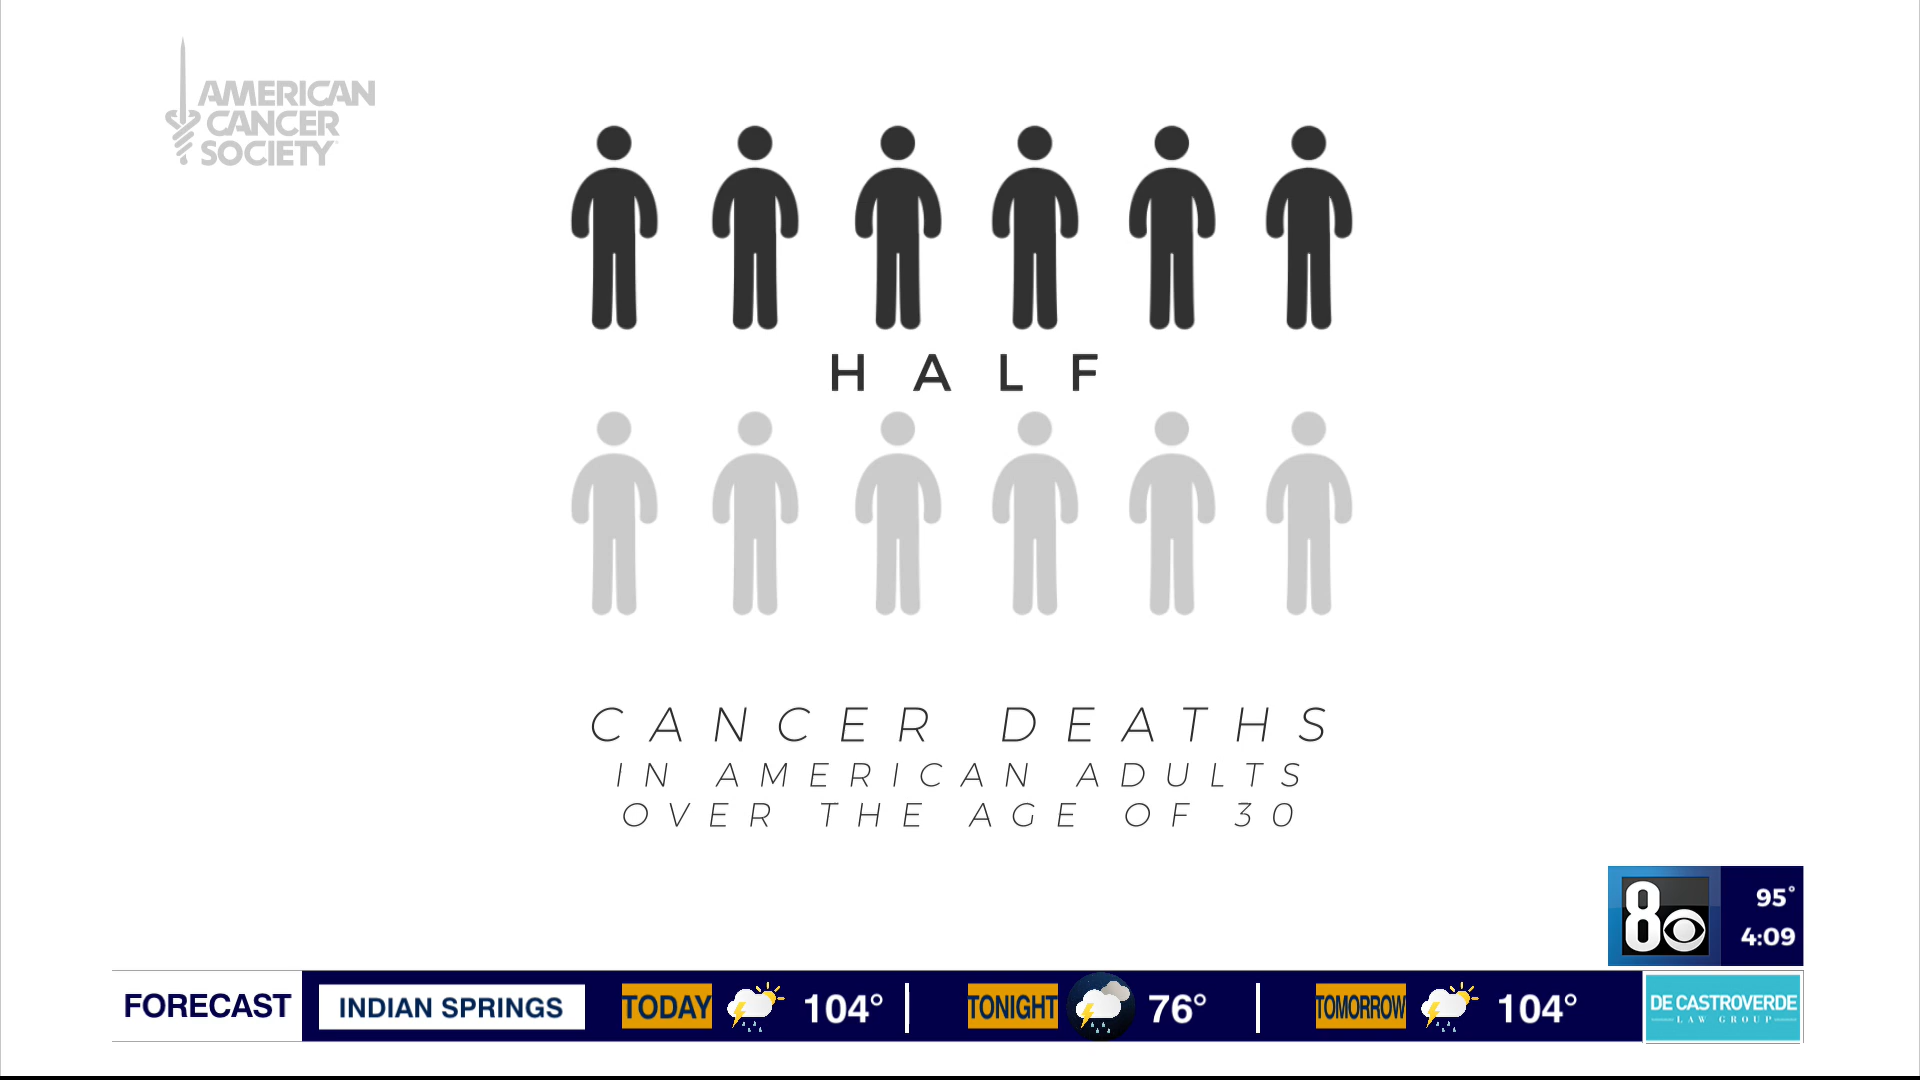 AMERICAN
CANCER
SOCIETY
HALF
CANCER DEATHS
IN AMERICAN ADULTS
OVER THE AGE OF 30
8
95°
4:09
FORECAST INDIAN SPRINGS TODAY 104° TONIGHT 76° TOMORROW 104°
DE CASTROVERDE
LAW GROUP